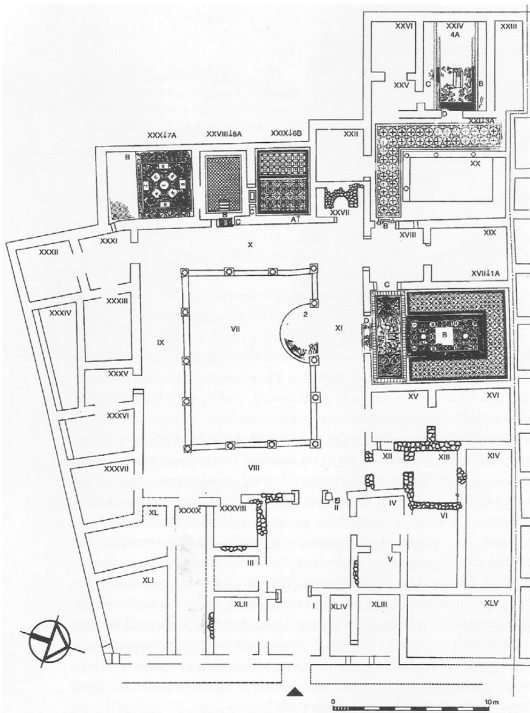 XXVI
XXIV
4A
XXIII
XXV
C
B
D
XXX↓7A
XXVIII↓5A
XXIX↓6B
XXII
XXI↓3A
B
XX
B
C
A↑
XXVII
B
XVIII
XIX
XXXI
XXXII
X
XVII↓1A
XXXIII
XXXIV
C
2
D
IX
VII
XI
B
XXXV
XXXVI
XV
XVI
XXXVII
VIII
XII
XIII
XIV
XL
XXXIX
XXXVIII
II
IV
VI
III
V
XLI
XLII
I
XLIV
XLIII
XLV
0
10 m